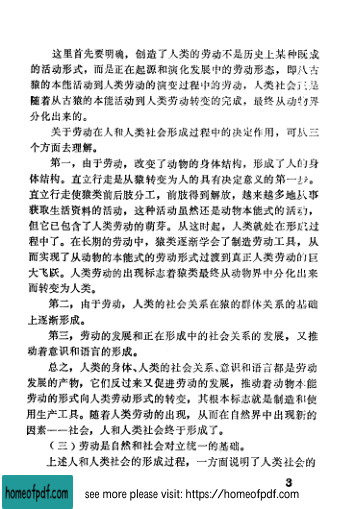 这里首先要明确，创造了人类的劳动不是历史上某种既成
的活动形式，而是正在起源和演化发展中的劳动形态，即从古
猿的本能活动到人类劳动的演变过程中的劳动，人类社会正是
随着从古猿的本能活动到人类劳动转变的完成，最终从动物界
分化出来的。
关于劳动在人和人类社会形成过程中的决定作用，可从三
个方面去理解。
第一，由于劳动，改变了动物的身体结构，形成了人的身
体结构。直立行走是从猿转变为人的具有决定意义的第一步。
直立行走使猿类前后肢分工，前肢得到解放，越来越多地从事
获取生活资料的活动，这种活动虽然还是动物本能式的活动，
但它已包含了人类劳动的萌芽。从这时起，人类就处在形成过
程中了。在长期的劳动中，猿类逐渐学会了制造劳动工具，从
而实现了从动物的本能式的劳动形式过渡到真正人类劳动的巨
大飞跃。人类劳动的出现标志着猿类最终从动物界中分化出来
而转变为人类。
第二，由于劳动，人类的社会关系在猿的群体关系的基础
上逐渐形成。
第三，劳动的发展和正在形成中的社会关系的发展，又推
动着意识和语言的形成。
总之，人类的身体、人类的社会关系、意识和语言都是劳动
发展的产物，它们反过来又促进劳动的发展，推动着动物本能
劳动的形式向人类劳动形式的转变，其根本标志就是制造和使
用生产工具。随着人类劳动的出现，从而在自然界中出现新的
因素——社会，人和人类社会终于形成了。
（三）劳动是自然和社会对立统一的基础。
上述人和人类社会的形成过程，一方面说明了人类社会的
3
homeofpdf.com
see more please visit: https://homeofpdf.com